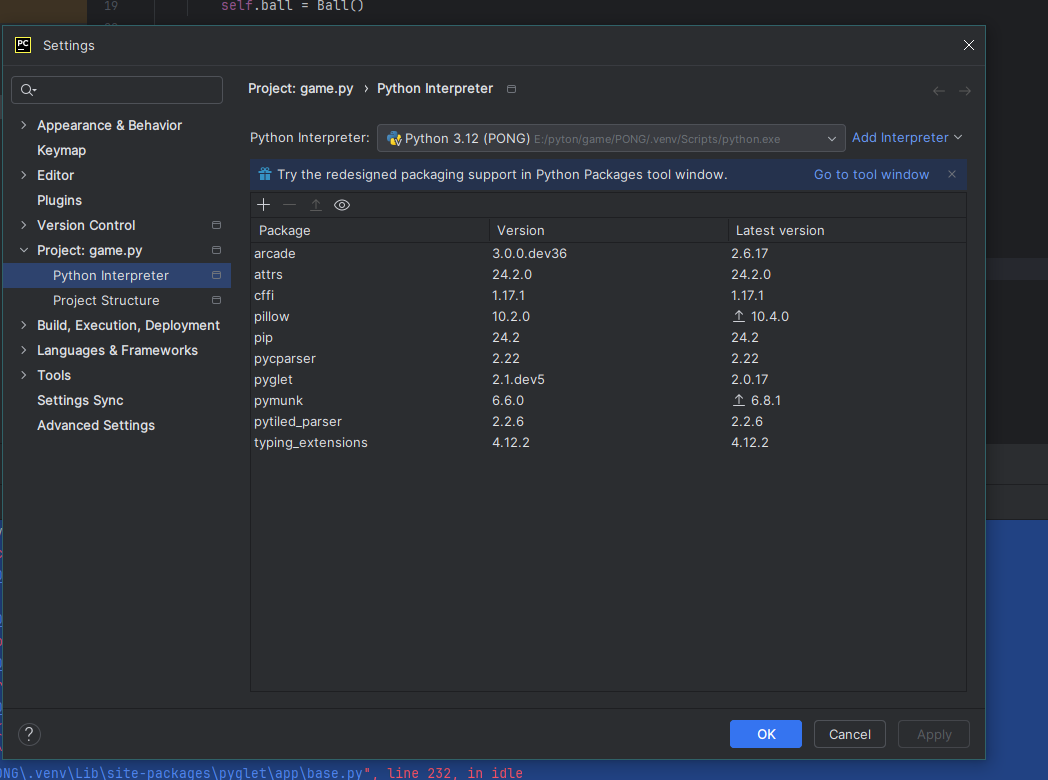 19 self.ball = Ball()
PC Settings
Project: game.py › Python Interpreter
Appearance & Behavior
Keymap
Editor
Plugins
Version Control
Project: game.py
Python Interpreter
Project Structure
Build, Execution, Deployment
Languages & Frameworks
Tools
Settings Sync
Advanced Settings
Python Interpreter: Python 3.12 (PONG) E:/pyton/game/PONG/.venv/Scripts/python.exe Add Interpreter
Try the redesigned packaging support in Python Packages tool window. Go to tool window
Package Version Latest version
arcade 3.0.0.dev36 2.6.17
attrs 24.2.0 24.2.0
cffi 1.17.1 1.17.1
pillow 10.2.0 10.4.0
pip 24.2 24.2
pycparser 2.22 2.22
pyglet 2.1.dev5 2.0.17
pymunk 6.6.0 6.8.1
pytiled_parser 2.2.6 2.2.6
typing_extensions 4.12.2 4.12.2
? OK Cancel Apply
ONG\.venv\Lib\site-packages\pyglet\app\base.py", line 232, in idle